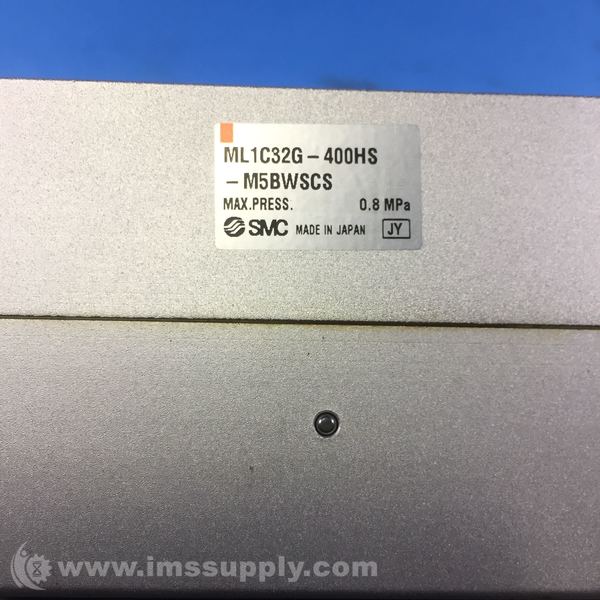 ML1C32G-400HS
-M5BWSCS
MAX.PRESS. 0.8 MPa
SMC MADE IN JAPAN JY
www.imssupply.com